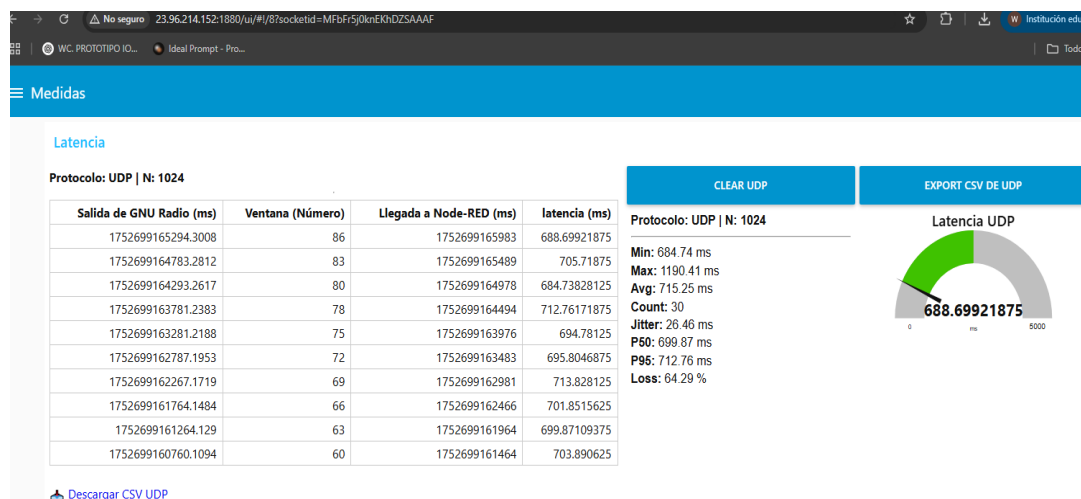 No seguro 23.96.214.152:1880/ui/#!/8?socketid=MFbFr5j0knEKhDZSAAAF W Institución edu
WC. PROTOTIPO IO... Ideal Prompt - Pro... Todo
Medidas
Latencia
Protocolo: UDP | N: 1024
Salida de GNU Radio (ms) Ventana (Número) Llegada a Node-RED (ms) latencia (ms)
1752699165294.3008 86 1752699165983 688.69921875
1752699164783.2812 83 1752699165489 705.71875
1752699164293.2617 80 1752699164978 684.73828125
1752699163781.2383 78 1752699164494 712.76171875
1752699163281.2188 75 1752699163976 694.78125
1752699162787.1953 72 1752699163483 695.8046875
1752699162267.1719 69 1752699162981 713.828125
1752699161764.1484 66 1752699162466 701.8515625
1752699161264.129 63 1752699161964 699.87109375
1752699160760.1094 60 1752699161464 703.890625
Descargar CSV UDP
CLEAR UDP
Protocolo: UDP | N: 1024
Min: 684.74 ms
Max: 1190.41 ms
Avg: 715.25 ms
Count: 30
Jitter: 26.46 ms
P50: 699.87 ms
P95: 712.76 ms
Loss: 64.29 %
EXPORT CSV DE UDP
Latencia UDP
688.69921875
0 ms 5000